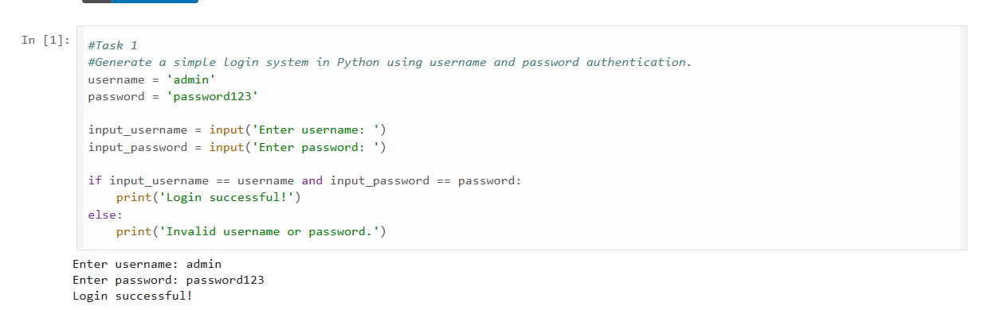 In [1]:
#Task 1
#Generate a simple login system in Python using username and password authentication.
username = 'admin'
password = 'password123'

input_username = input('Enter username: ')
input_password = input('Enter password: ')

if input_username == username and input_password == password:
    print('Login successful!')
else:
    print('Invalid username or password.')
Enter username: admin
Enter password: password123
Login successful!